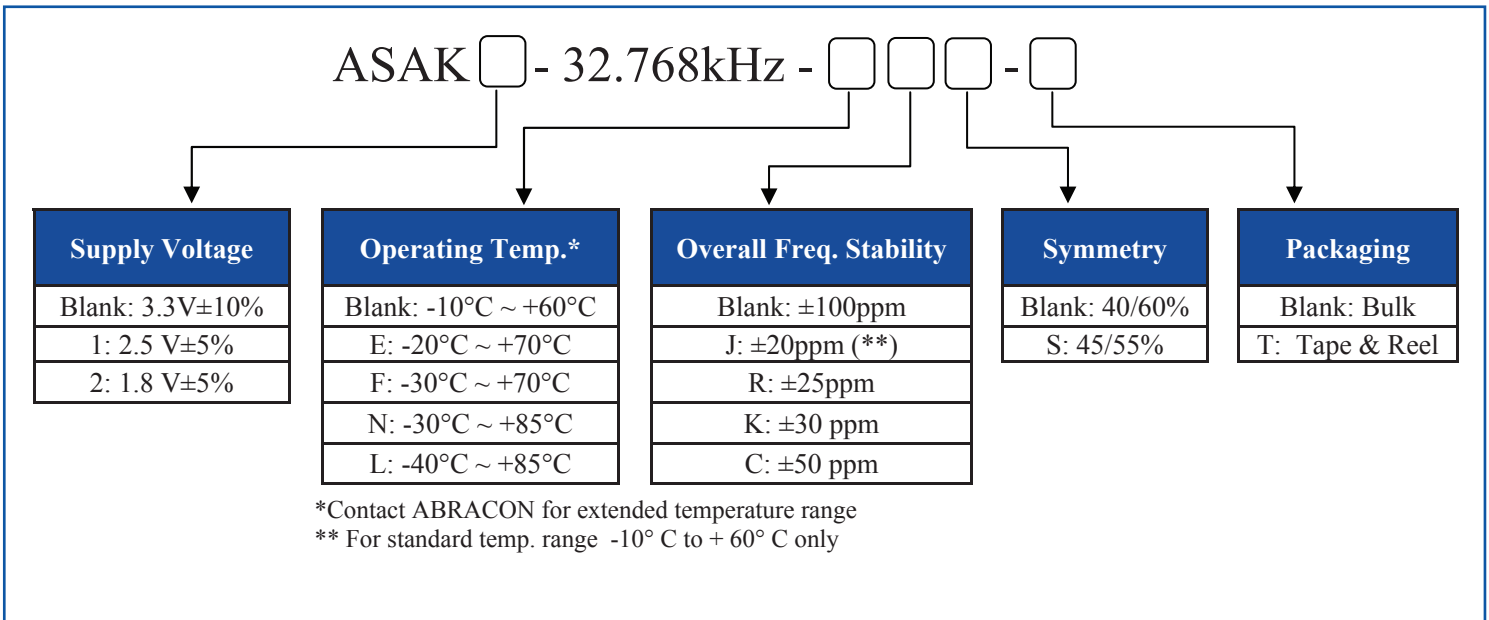 ASAK - 32.768kHz - -
Supply Voltage
Blank: 3.3V±10%
1: 2.5 V±5%
2: 1.8 V±5%
Operating Temp.*
Blank: -10°C ~ +60°C
E: -20°C ~ +70°C
F: -30°C ~ +70°C
N: -30°C ~ +85°C
L: -40°C ~ +85°C
Overall Freq. Stability
Blank: ±100ppm
J: ±20ppm (**)
R: ±25ppm
K: ±30 ppm
C: ±50 ppm
Symmetry
Blank: 40/60%
S: 45/55%
Packaging
Blank: Bulk
T: Tape & Reel
*Contact ABRACON for extended temperature range
** For standard temp. range -10° C to + 60° C only